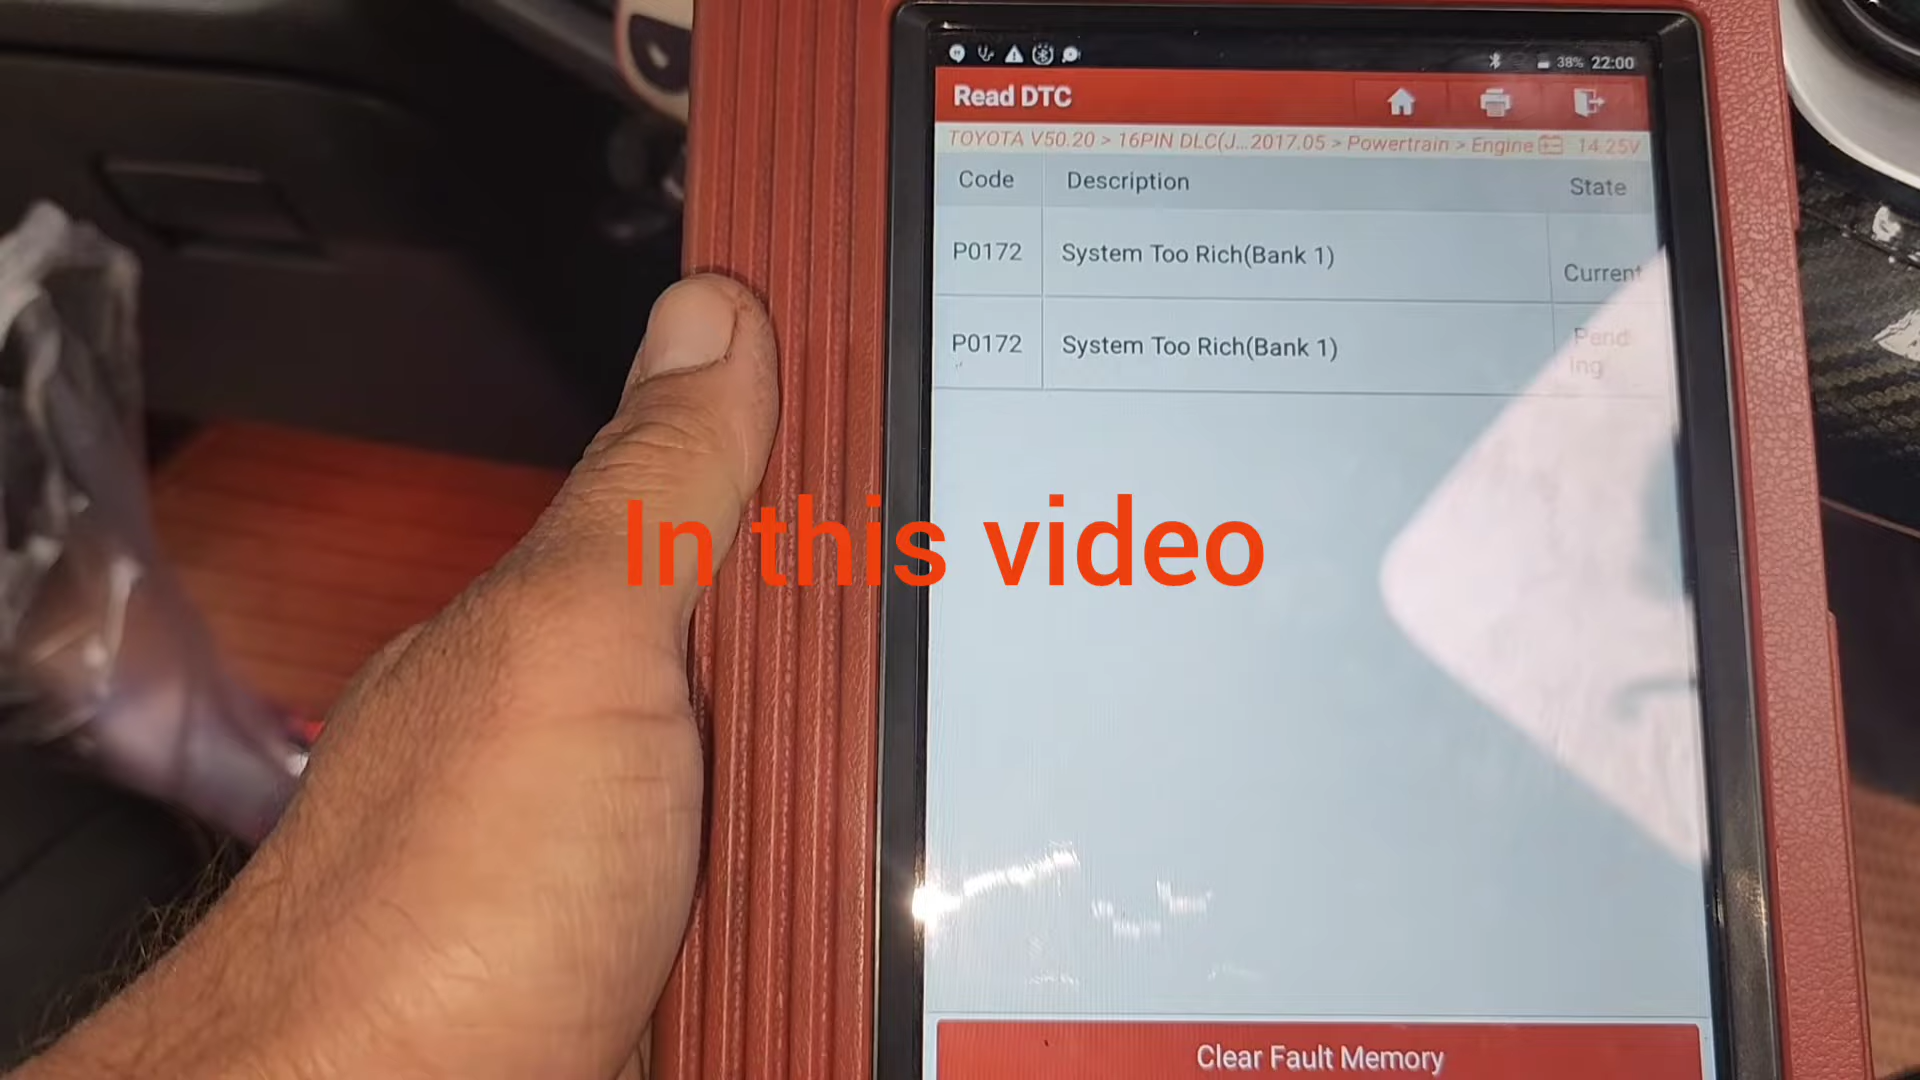 38% 22:00
Read DTC
TOYOTA V50.20 > 16PIN DLC(J...2017.05 > Powertrain > Engine 14.25V
Code Description State
P0172 System Too Rich(Bank 1) Current
P0172 System Too Rich(Bank 1) Pend
ing
In this video
Clear Fault Memory